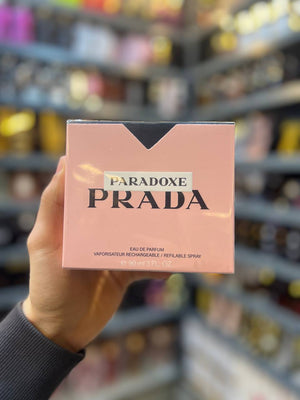 PARADOXE
PRADA
EAU DE PARFUM
VAPORISATEUR RECHARGEABLE / REFILLABLE SPRAY